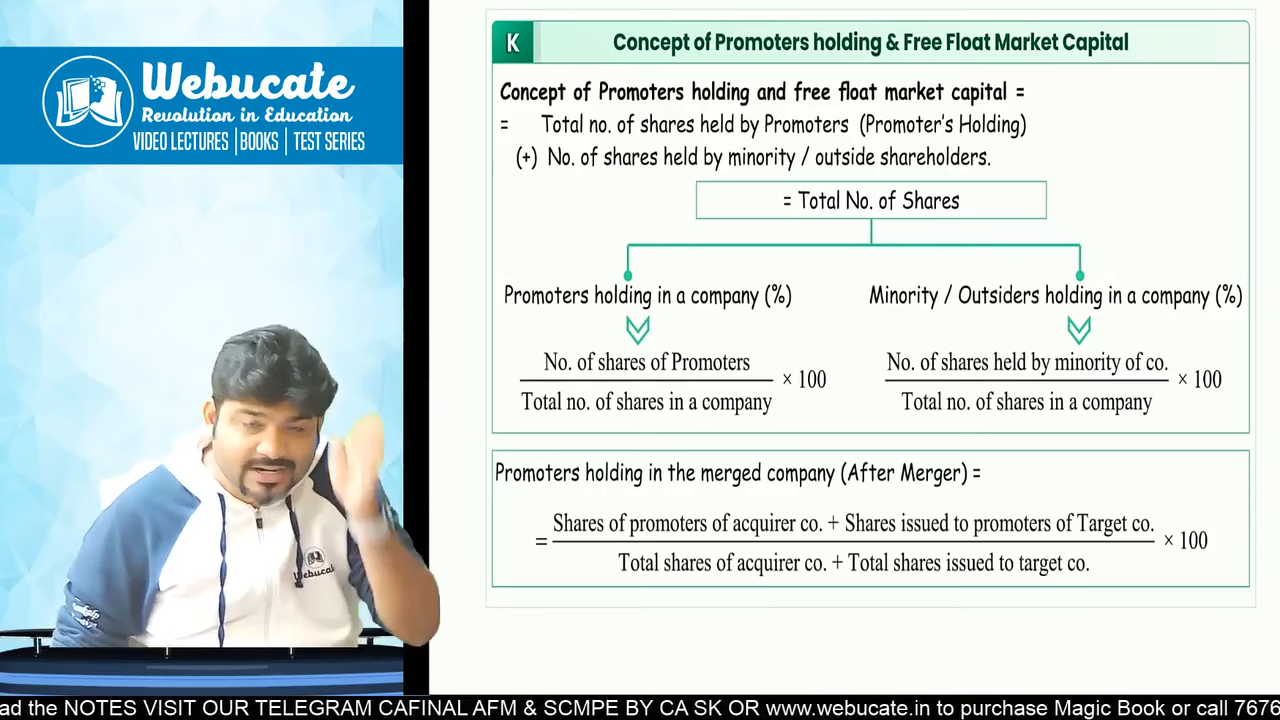 Webucate
Revolution in Education
VIDEO LECTURES | BOOKS | TEST SERIES
K
Concept of Promoters holding & Free Float Market Capital
Concept of Promoters holding and free float market capital =
= Total no. of shares held by Promoters (Promoter's Holding)
(+) No. of shares held by minority / outside shareholders.
= Total No. of Shares
Promoters holding in a company (%)
No. of shares of Promoters
Total no. of shares in a company
× 100
Minority / Outsiders holding in a company (%)
No. of shares held by minority of co.
Total no. of shares in a company
× 100
Promoters holding in the merged company (After Merger) =
= Shares of promoters of acquirer co. + Shares issued to promoters of Target co.
Total shares of acquirer co. + Total shares issued to target co.
× 100
Webucate
ad the NOTES VISIT OUR TELEGRAM CAFINAL AFM & SCMPE BY CA SK OR www.webucate.in to purchase Magic Book or call 7676